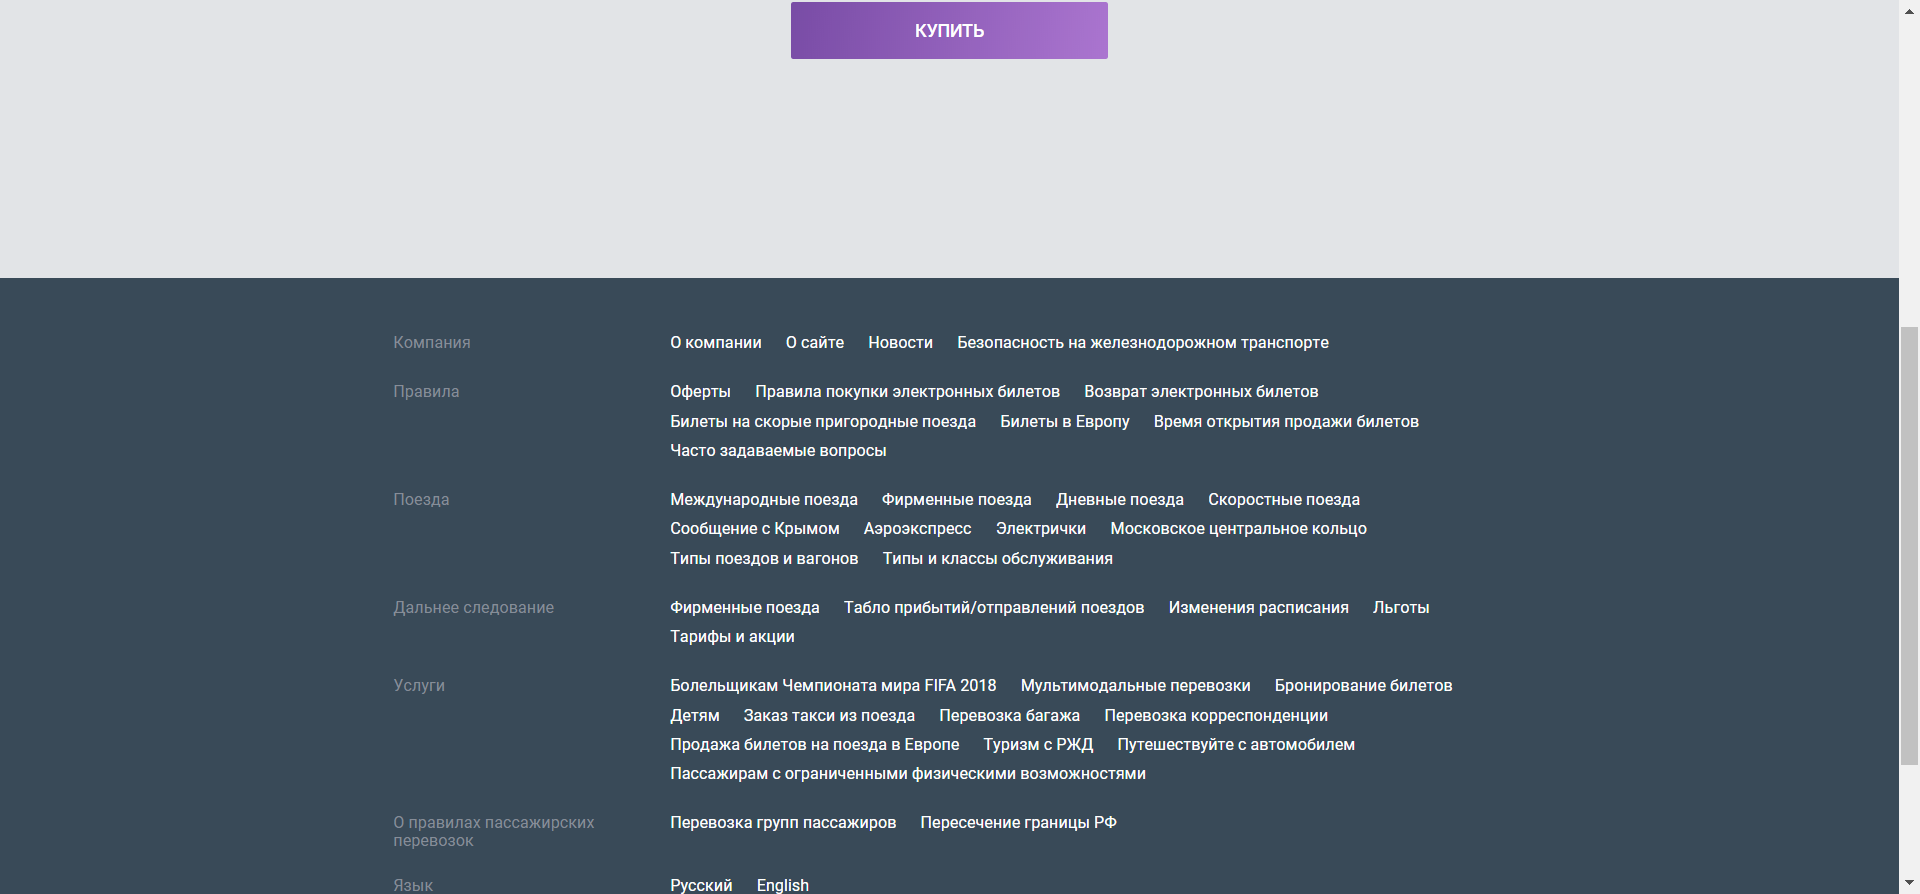 КУПИТЬ
Компания О компании О сайте Новости Безопасность на железнодорожном транспорте
Правила Оферты Правила покупки электронных билетов Возврат электронных билетов
Билеты на скорые пригородные поезда Билеты в Европу Время открытия продажи билетов
Часто задаваемые вопросы
Поезда Международные поезда Фирменные поезда Дневные поезда Скоростные поезда
Сообщение с Крымом Аэроэкспресс Электрички Московское центральное кольцо
Типы поездов и вагонов Типы и классы обслуживания
Дальнее следование Фирменные поезда Табло прибытий/отправлений поездов Изменения расписания Льготы
Тарифы и акции
Услуги Болельщикам Чемпионата мира FIFA 2018 Мультимодальные перевозки Бронирование билетов
Детям Заказ такси из поезда Перевозка багажа Перевозка корреспонденции
Продажа билетов на поезда в Европе Туризм с РЖД Путешествуйте с автомобилем
Пассажирам с ограниченными физическими возможностями
О правилах пассажирских Перевозка групп пассажиров Пересечение границы РФ
перевозок
Язык Русский English